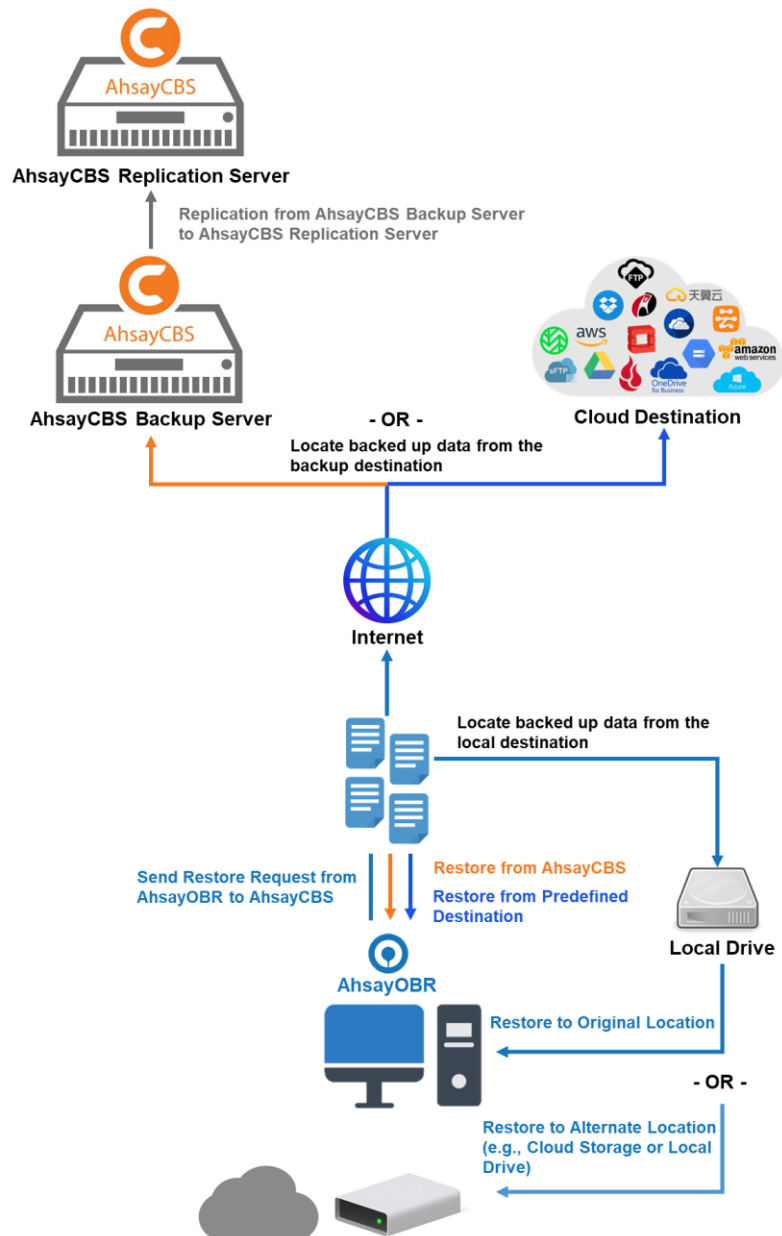 AhsayCBS
AhsayCBS Replication Server
Replication from AhsayCBS Backup Server
to AhsayCBS Replication Server
AhsayCBS
AhsayCBS Backup Server
FTP
天翼云
aws
amazon
web services
sFTP
OneDrive
for Business
Azure
Cloud Destination
- OR -
Locate backed up data from the
backup destination
Internet
Locate backed up data from the
local destination
Send Restore Request from
AhsayOBR to AhsayCBS
Restore from AhsayCBS
Restore from Predefined
Destination
Local Drive
AhsayOBR
Restore to Original Location
- OR -
Restore to Alternate Location
(e.g., Cloud Storage or Local
Drive)